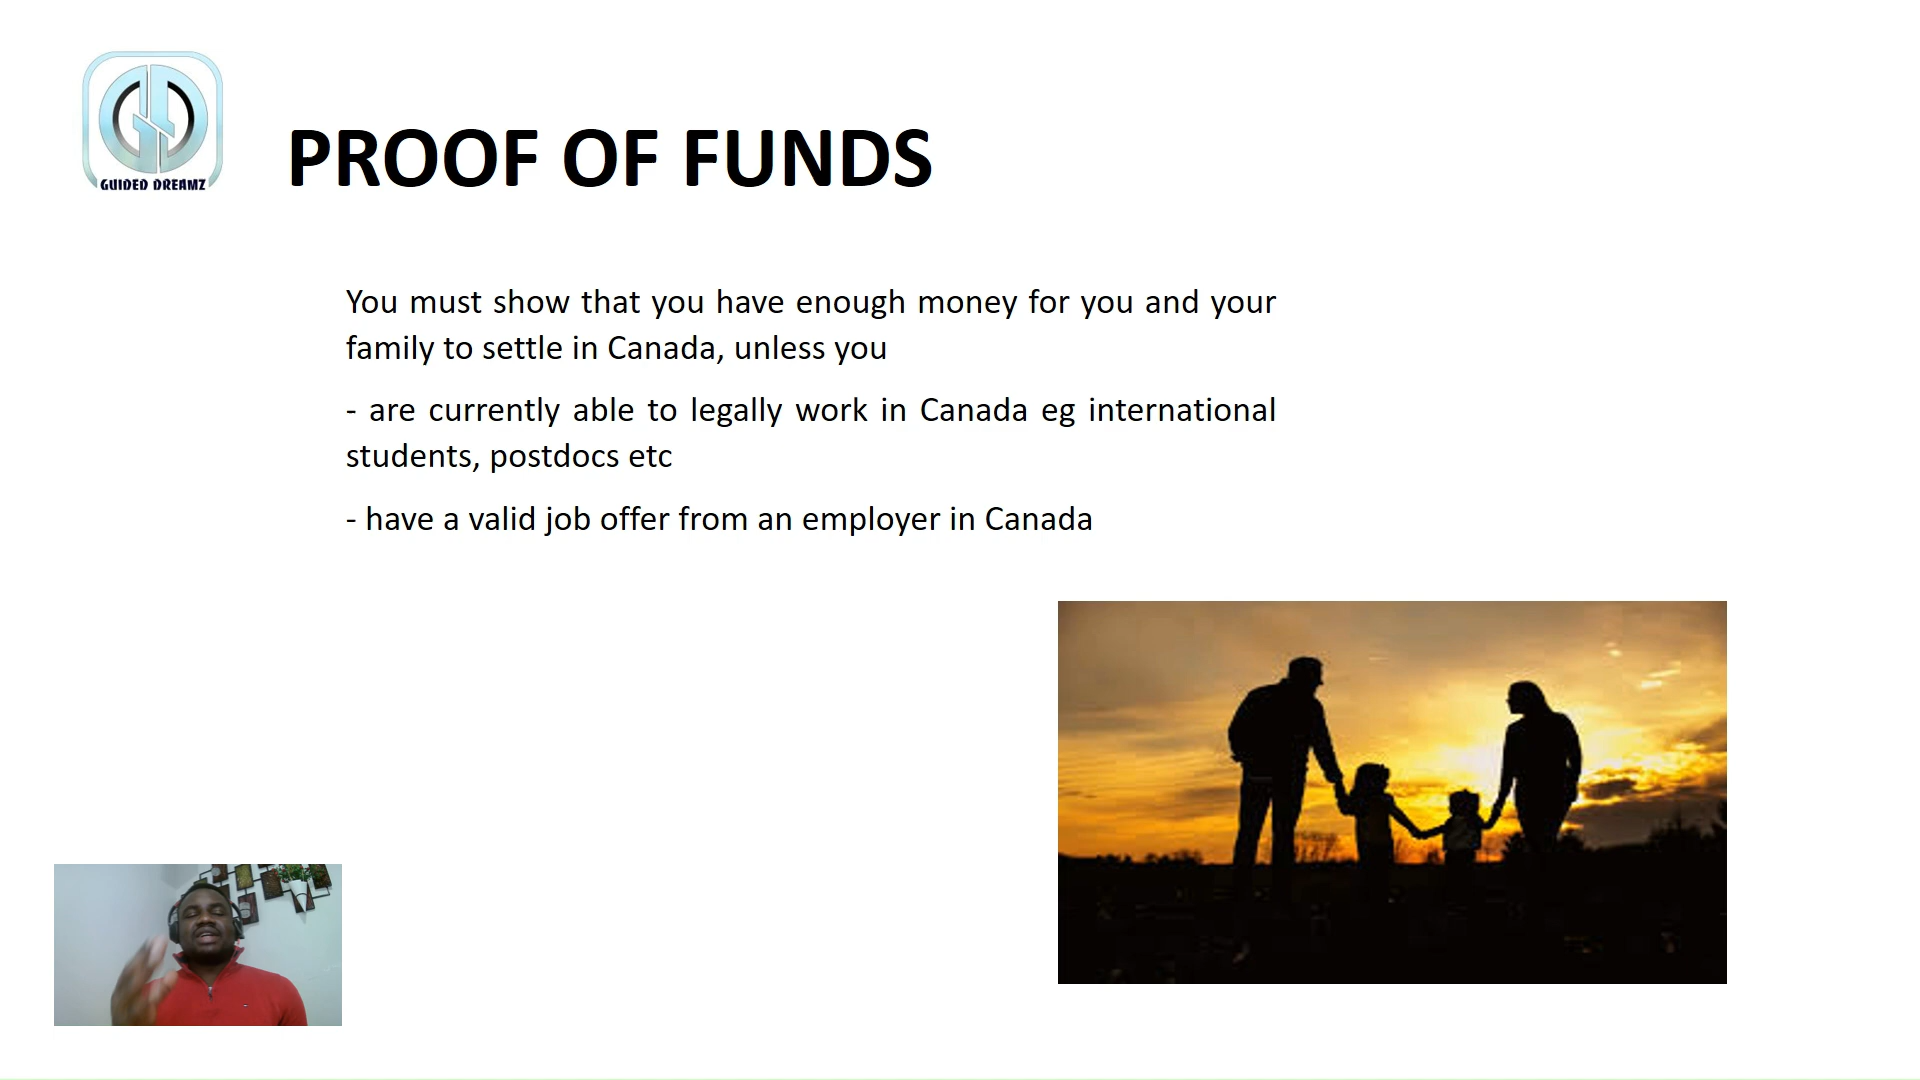 GUIDED DREAMZ
PROOF OF FUNDS
You must show that you have enough money for you and your
family to settle in Canada, unless you
- are currently able to legally work in Canada eg international
students, postdocs etc
- have a valid job offer from an employer in Canada